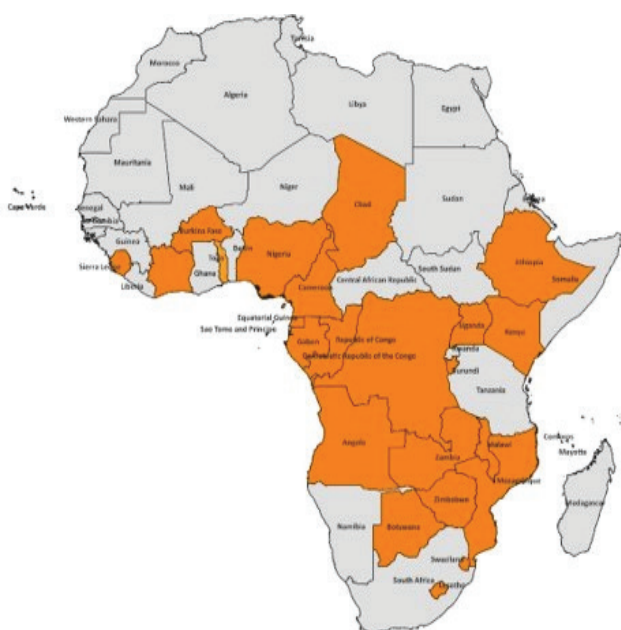 Tunisia
Morocco
Algeria
Libya
Egypt
Western Sahara
Mauritania
Mali
Niger
Chad
Sudan
Eritrea
Cape Verde
Senegal
Guinea
Burkina Faso
Benin
Togo
Nigeria
Ethiopia
Sierra Leone
Liberia
Ghana
Cameroon
Central African Republic
South Sudan
Somalia
Equatorial Guinea
Sao Tome and Principe
Gabon
Republic of Congo
Democratic Republic of the Congo
Uganda
Kenya
Rwanda
Burundi
Tanzania
Angola
Zambia
Malawi
Comoros
Mayotte
Mozambique
Madagascar
Zimbabwe
Namibia
Botswana
Swaziland
South Africa
Lesotho